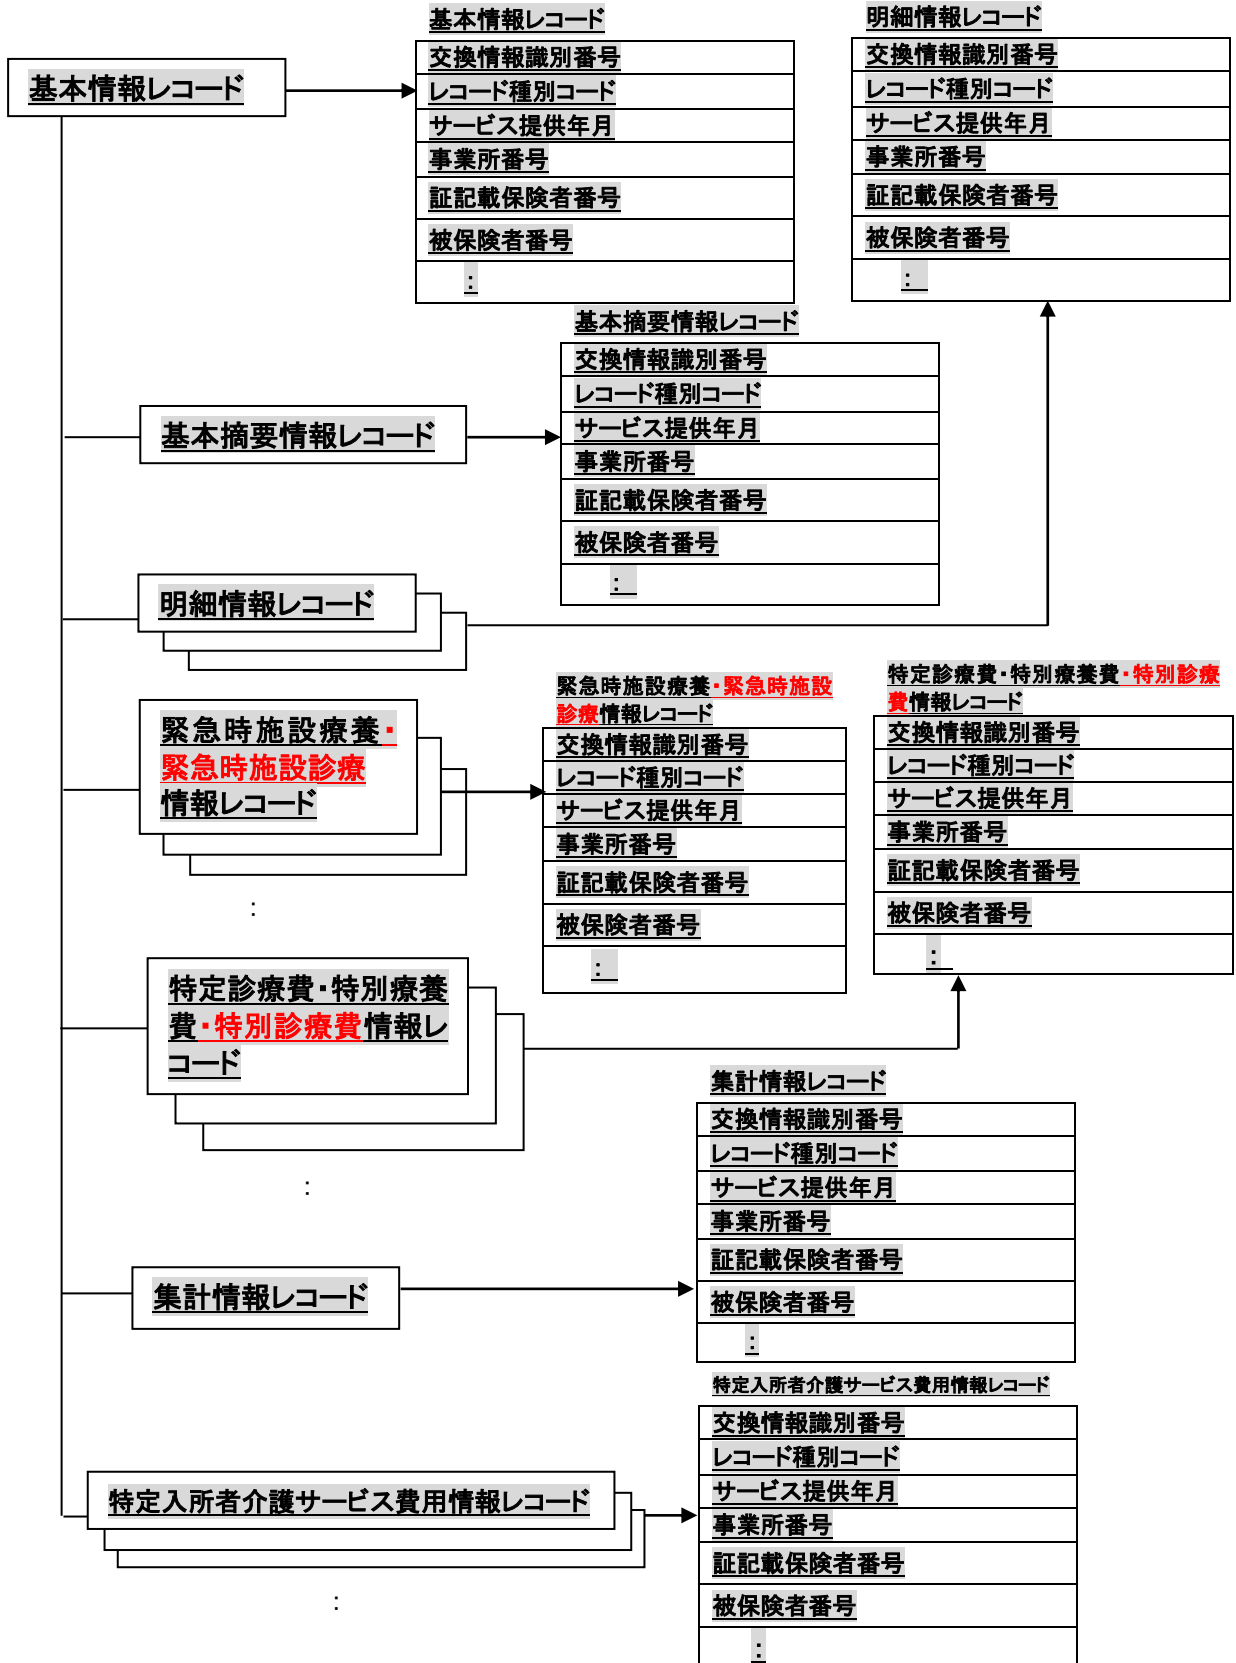 基本情報レコード
基本情報レコード
交換情報識別番号
レコード種別コード
サービス提供年月
事業所番号
証記載保険者番号
被保険者番号
:
明細情報レコード
交換情報識別番号
レコード種別コード
サービス提供年月
事業所番号
証記載保険者番号
被保険者番号
:
基本摘要情報レコード
基本摘要情報レコード
交換情報識別番号
レコード種別コード
サービス提供年月
事業所番号
証記載保険者番号
被保険者番号
:
明細情報レコード
緊急時施設療養・
緊急時施設診療
情報レコード
:
緊急時施設療養・緊急時施設
診療情報レコード
交換情報識別番号
レコード種別コード
サービス提供年月
事業所番号
証記載保険者番号
被保険者番号
:
特定診療費・特別療養費・特別診療
費情報レコード
交換情報識別番号
レコード種別コード
サービス提供年月
事業所番号
証記載保険者番号
被保険者番号
:
特定診療費・特別療養
費・特別診療費情報レ
コード
:
集計情報レコード
集計情報レコード
交換情報識別番号
レコード種別コード
サービス提供年月
事業所番号
証記載保険者番号
被保険者番号
:
特定入所者介護サービス費用情報レコード
:
特定入所者介護サービス費用情報レコード
交換情報識別番号
レコード種別コード
サービス提供年月
事業所番号
証記載保険者番号
被保険者番号
: